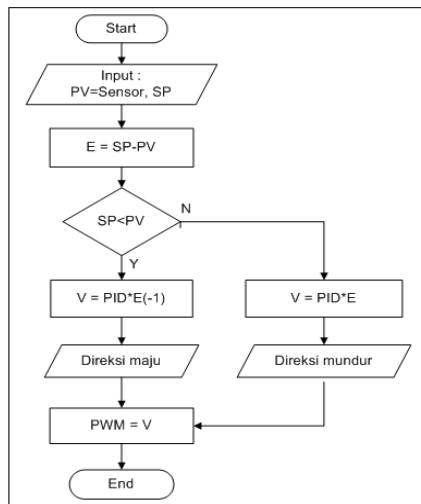 Start
Input :
PV=Sensor, SP
E = SP-PV
SP<PV
N
Y
V = PID*E(-1)
V = PID*E
Direksi maju
Direksi mundur
PWM = V
End